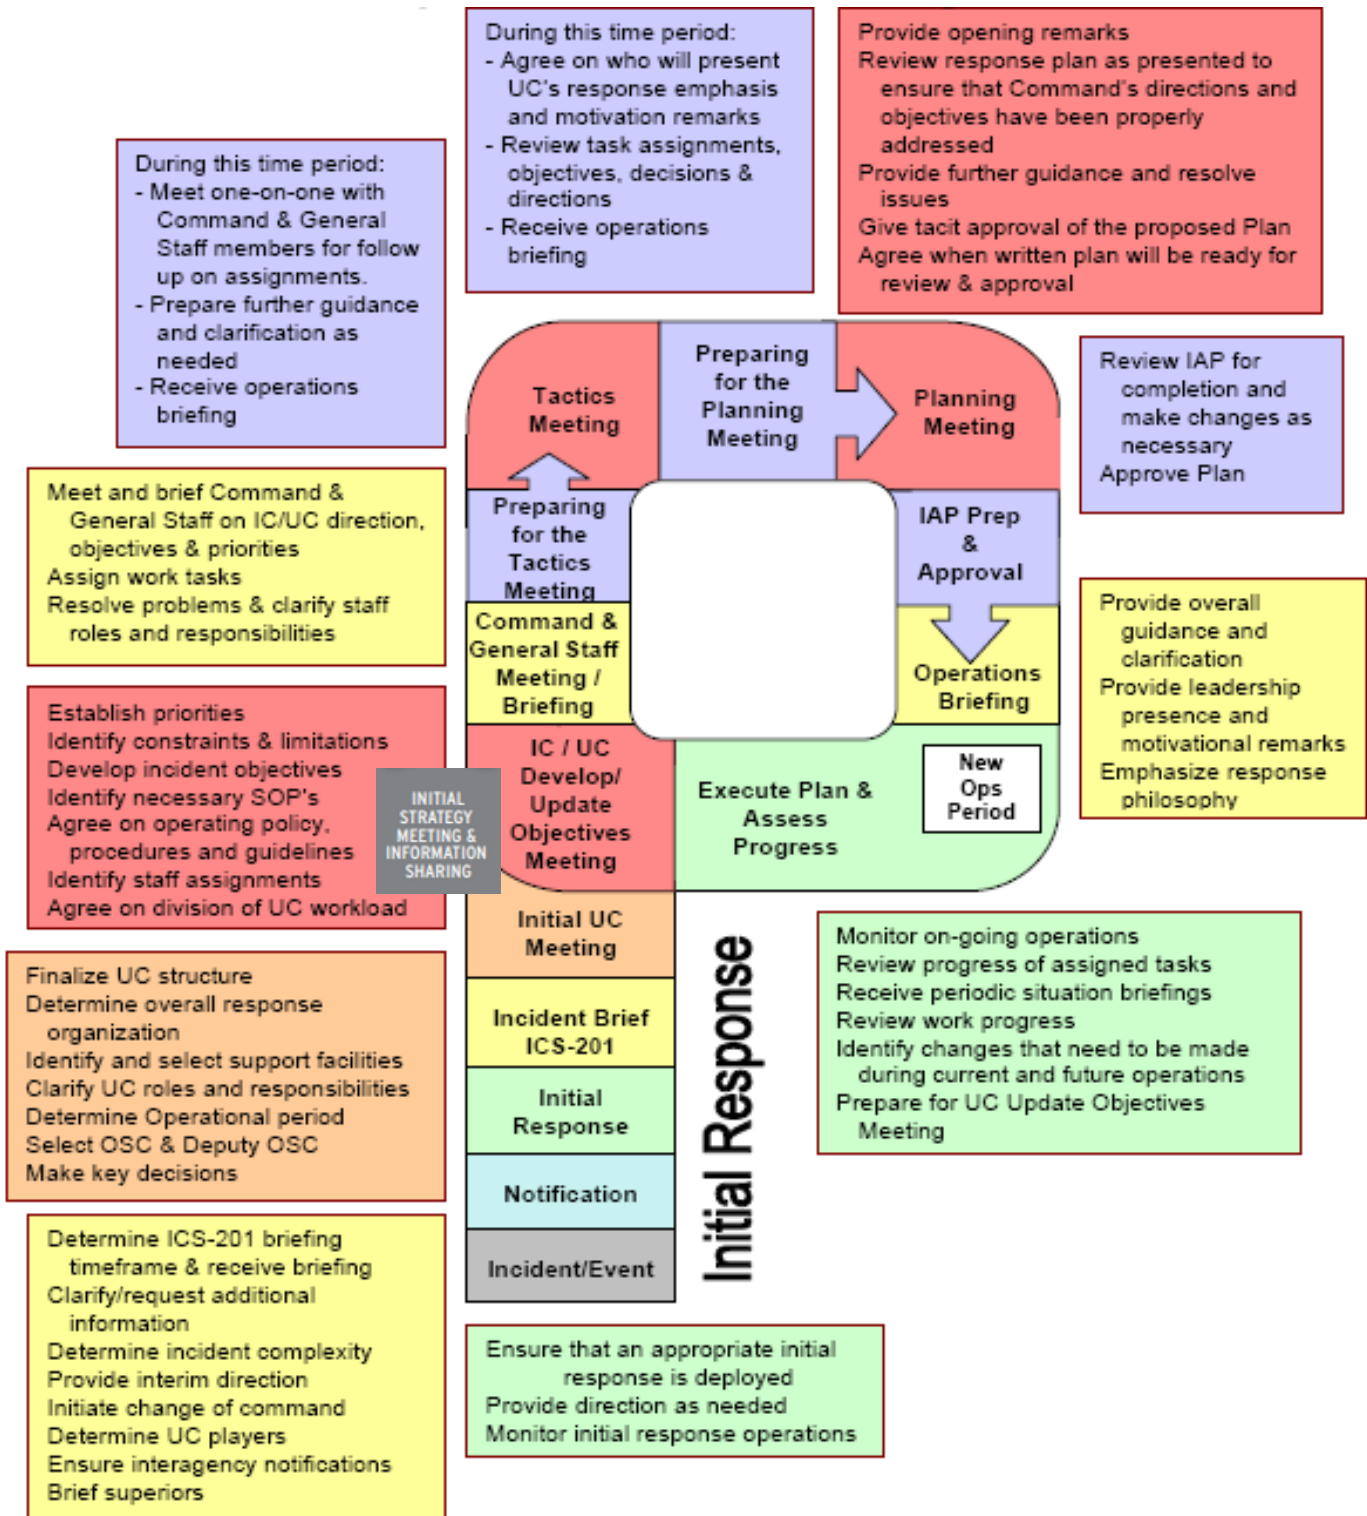 During this time period:
- Agree on who will present
UC's response emphasis
and motivation remarks
- Review task assignments,
objectives, decisions &
directions
- Receive operations
briefing
Provide opening remarks
Review response plan as presented to
ensure that Command's directions and
objectives have been properly
addressed
Provide further guidance and resolve
issues
Give tacit approval of the proposed Plan
Agree when written plan will be ready for
review & approval
During this time period:
- Meet one-on-one with
Command & General
Staff members for follow
up on assignments.
- Prepare further guidance
and clarification as
needed
- Receive operations
briefing
Tactics
Meeting
Preparing
for the
Planning
Meeting
Planning
Meeting
Review IAP for
completion and
make changes as
necessary
Approve Plan
Meet and brief Command &
General Staff on IC/UC direction,
objectives & priorities
Assign work tasks
Resolve problems & clarify staff
roles and responsibilities
Preparing
for the
Tactics
Meeting
IAP Prep
&
Approval
Command &
General Staff
Meeting /
Briefing
Operations
Briefing
Provide overall
guidance and
clarification
Provide leadership
presence and
motivational remarks
Emphasize response
philosophy
Establish priorities
Identify constraints & limitations
Develop incident objectives
Identify necessary SOP's
Agree on operating policy,
procedures and guidelines
Identify staff assignments
Agree on division of UC workload
INITIAL
STRATEGY
MEETING &
INFORMATION
SHARING
IC / UC
Develop/
Update
Objectives
Meeting
Execute Plan &
Assess
Progress
New
Ops
Period
Initial UC
Meeting
Incident Brief
ICS-201
Initial
Response
Notification
Incident/Event
Initial Response
Monitor on-going operations
Review progress of assigned tasks
Receive periodic situation briefings
Review work progress
Identify changes that need to be made
during current and future operations
Prepare for UC Update Objectives
Meeting
Finalize UC structure
Determine overall response
organization
Identify and select support facilities
Clarify UC roles and responsibilities
Determine Operational period
Select OSC & Deputy OSC
Make key decisions
Determine ICS-201 briefing
timeframe & receive briefing
Clarify/request additional
information
Determine incident complexity
Provide interim direction
Initiate change of command
Determine UC players
Ensure interagency notifications
Brief superiors
Ensure that an appropriate initial
response is deployed
Provide direction as needed
Monitor initial response operations